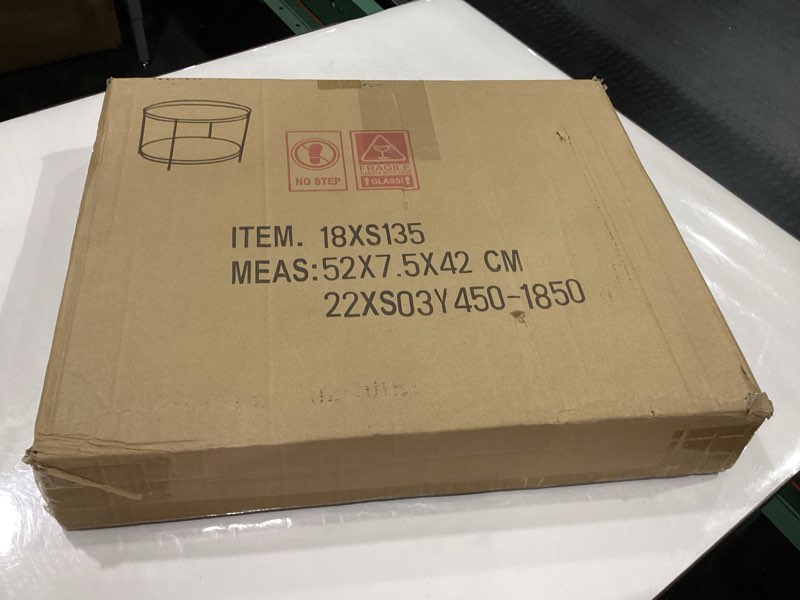 NO STEP
FRAGILE
↑GLASS!↑
ITEM. 18XS135
MEAS:52X7.5X42 CM
22XS03Y450-1850